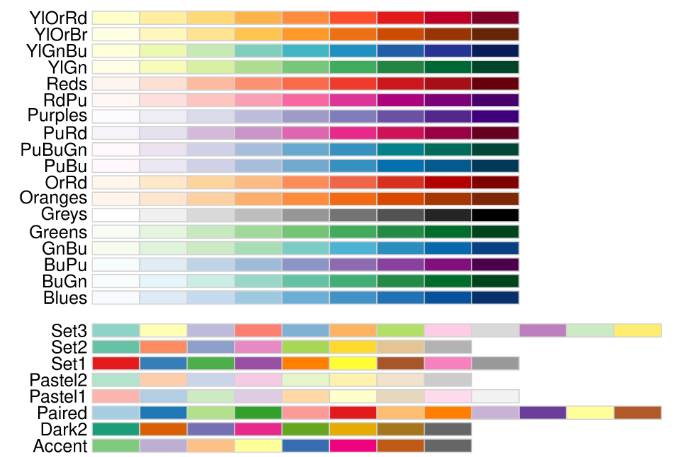 YlOrRd
YlOrBr
YlGnBu
YlGn
Reds
RdPu
Purples
PuRd
PuBuGn
PuBu
OrRd
Oranges
Greys
Greens
GnBu
BuPu
BuGn
Blues
Set3
Set2
Set1
Pastel2
Pastel1
Paired
Dark2
Accent